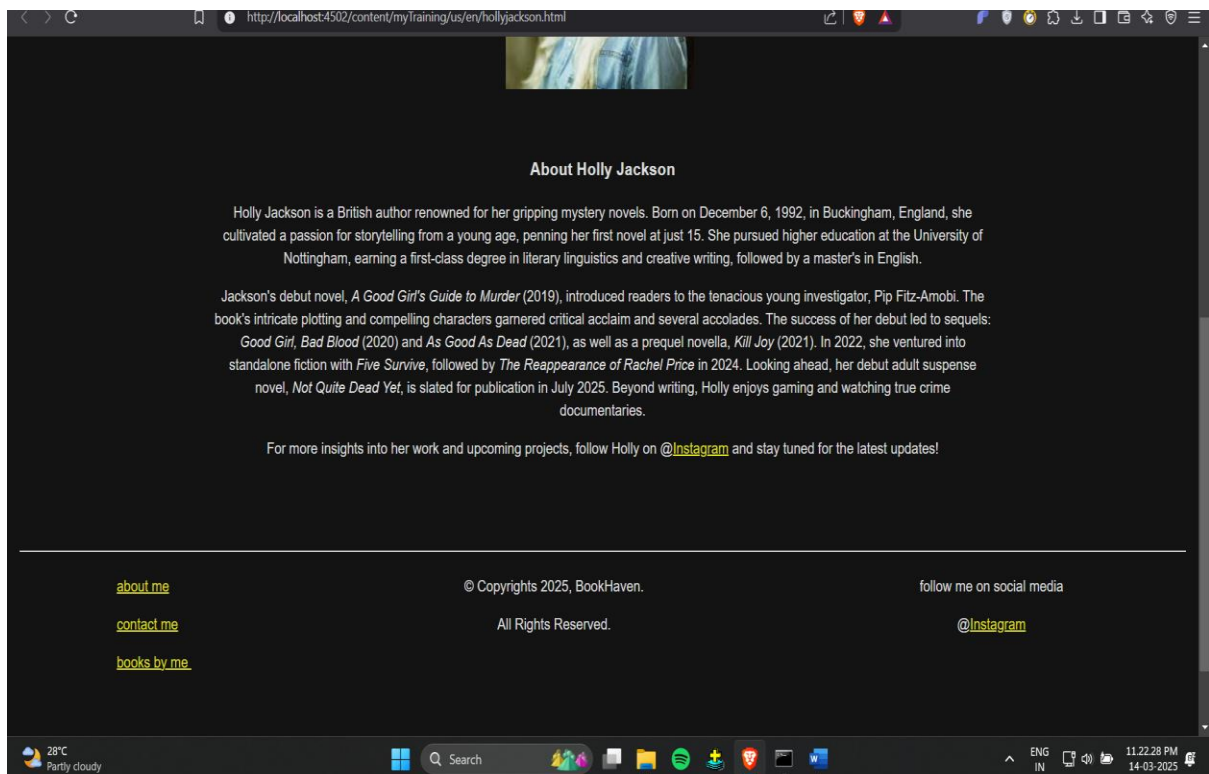 http://localhost:4502/content/myTraining/us/en/hollyjackson.html
About Holly Jackson
Holly Jackson is a British author renowned for her gripping mystery novels. Born on December 6, 1992, in Buckingham, England, she
cultivated a passion for storytelling from a young age, penning her first novel at just 15. She pursued higher education at the University of
Nottingham, earning a first-class degree in literary linguistics and creative writing, followed by a master's in English.
Jackson's debut novel, A Good Girl's Guide to Murder (2019), introduced readers to the tenacious young investigator, Pip Fitz-Amobi. The
book's intricate plotting and compelling characters garnered critical acclaim and several accolades. The success of her debut led to sequels:
Good Girl, Bad Blood (2020) and As Good As Dead (2021), as well as a prequel novella, Kill Joy (2021). In 2022, she ventured into
standalone fiction with Five Survive, followed by The Reappearance of Rachel Price in 2024. Looking ahead, her debut adult suspense
novel, Not Quite Dead Yet, is slated for publication in July 2025. Beyond writing, Holly enjoys gaming and watching true crime
documentaries.
For more insights into her work and upcoming projects, follow Holly on @Instagram and stay tuned for the latest updates!
about me
contact me
books by me
© Copyrights 2025, BookHaven.
All Rights Reserved.
follow me on social media
@Instagram
28°C
Partly cloudy
Search
ENG
IN
11.22.28 PM
14-03-2025